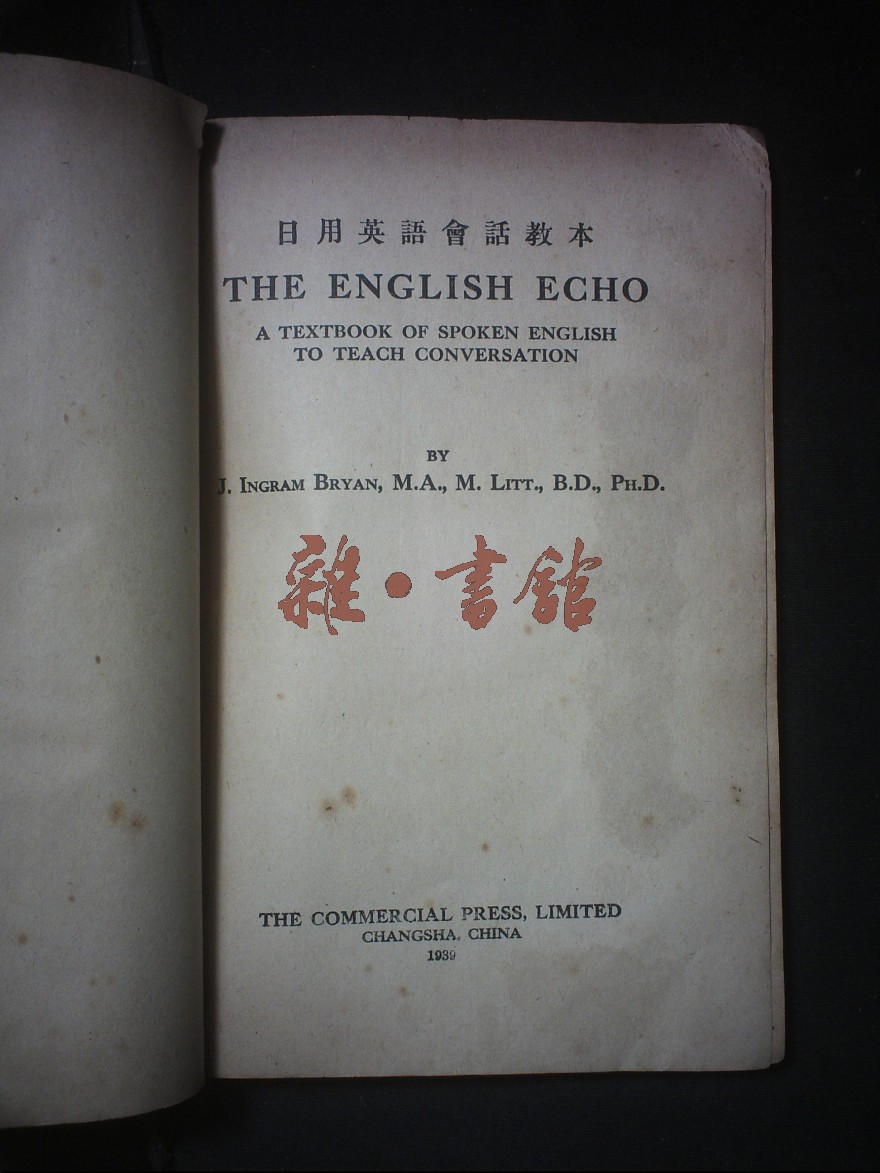 日用英語會話教本
THE ENGLISH ECHO
A TEXTBOOK OF SPOKEN ENGLISH
TO TEACH CONVERSATION
BY
J. INGRAM BRYAN, M.A., M. LITT., B.D., PH.D.
雜•書館
THE COMMERCIAL PRESS, LIMITED
CHANGSHA, CHINA
1939